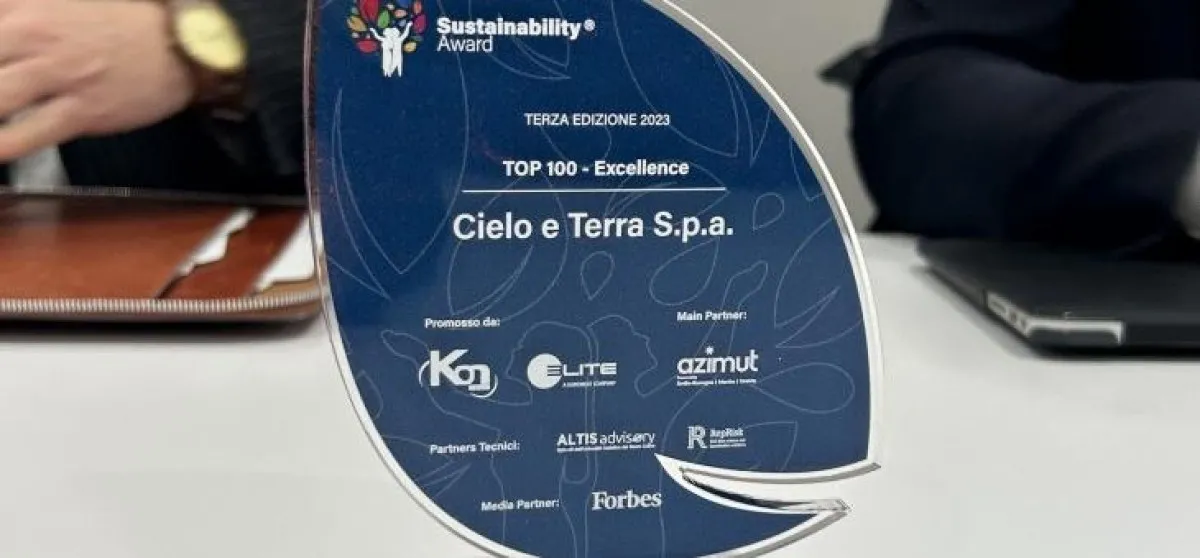 Sustainability®
Award
TERZA EDIZIONE 2023
TOP 100 - Excellence
Cielo e Terra S.p.a.
Promosso da:
Main Partner:
Kon
ELITE
azimut
Partners Tecnici:
ALTIS advisory
RepRisk
Media Partner:
Forbes